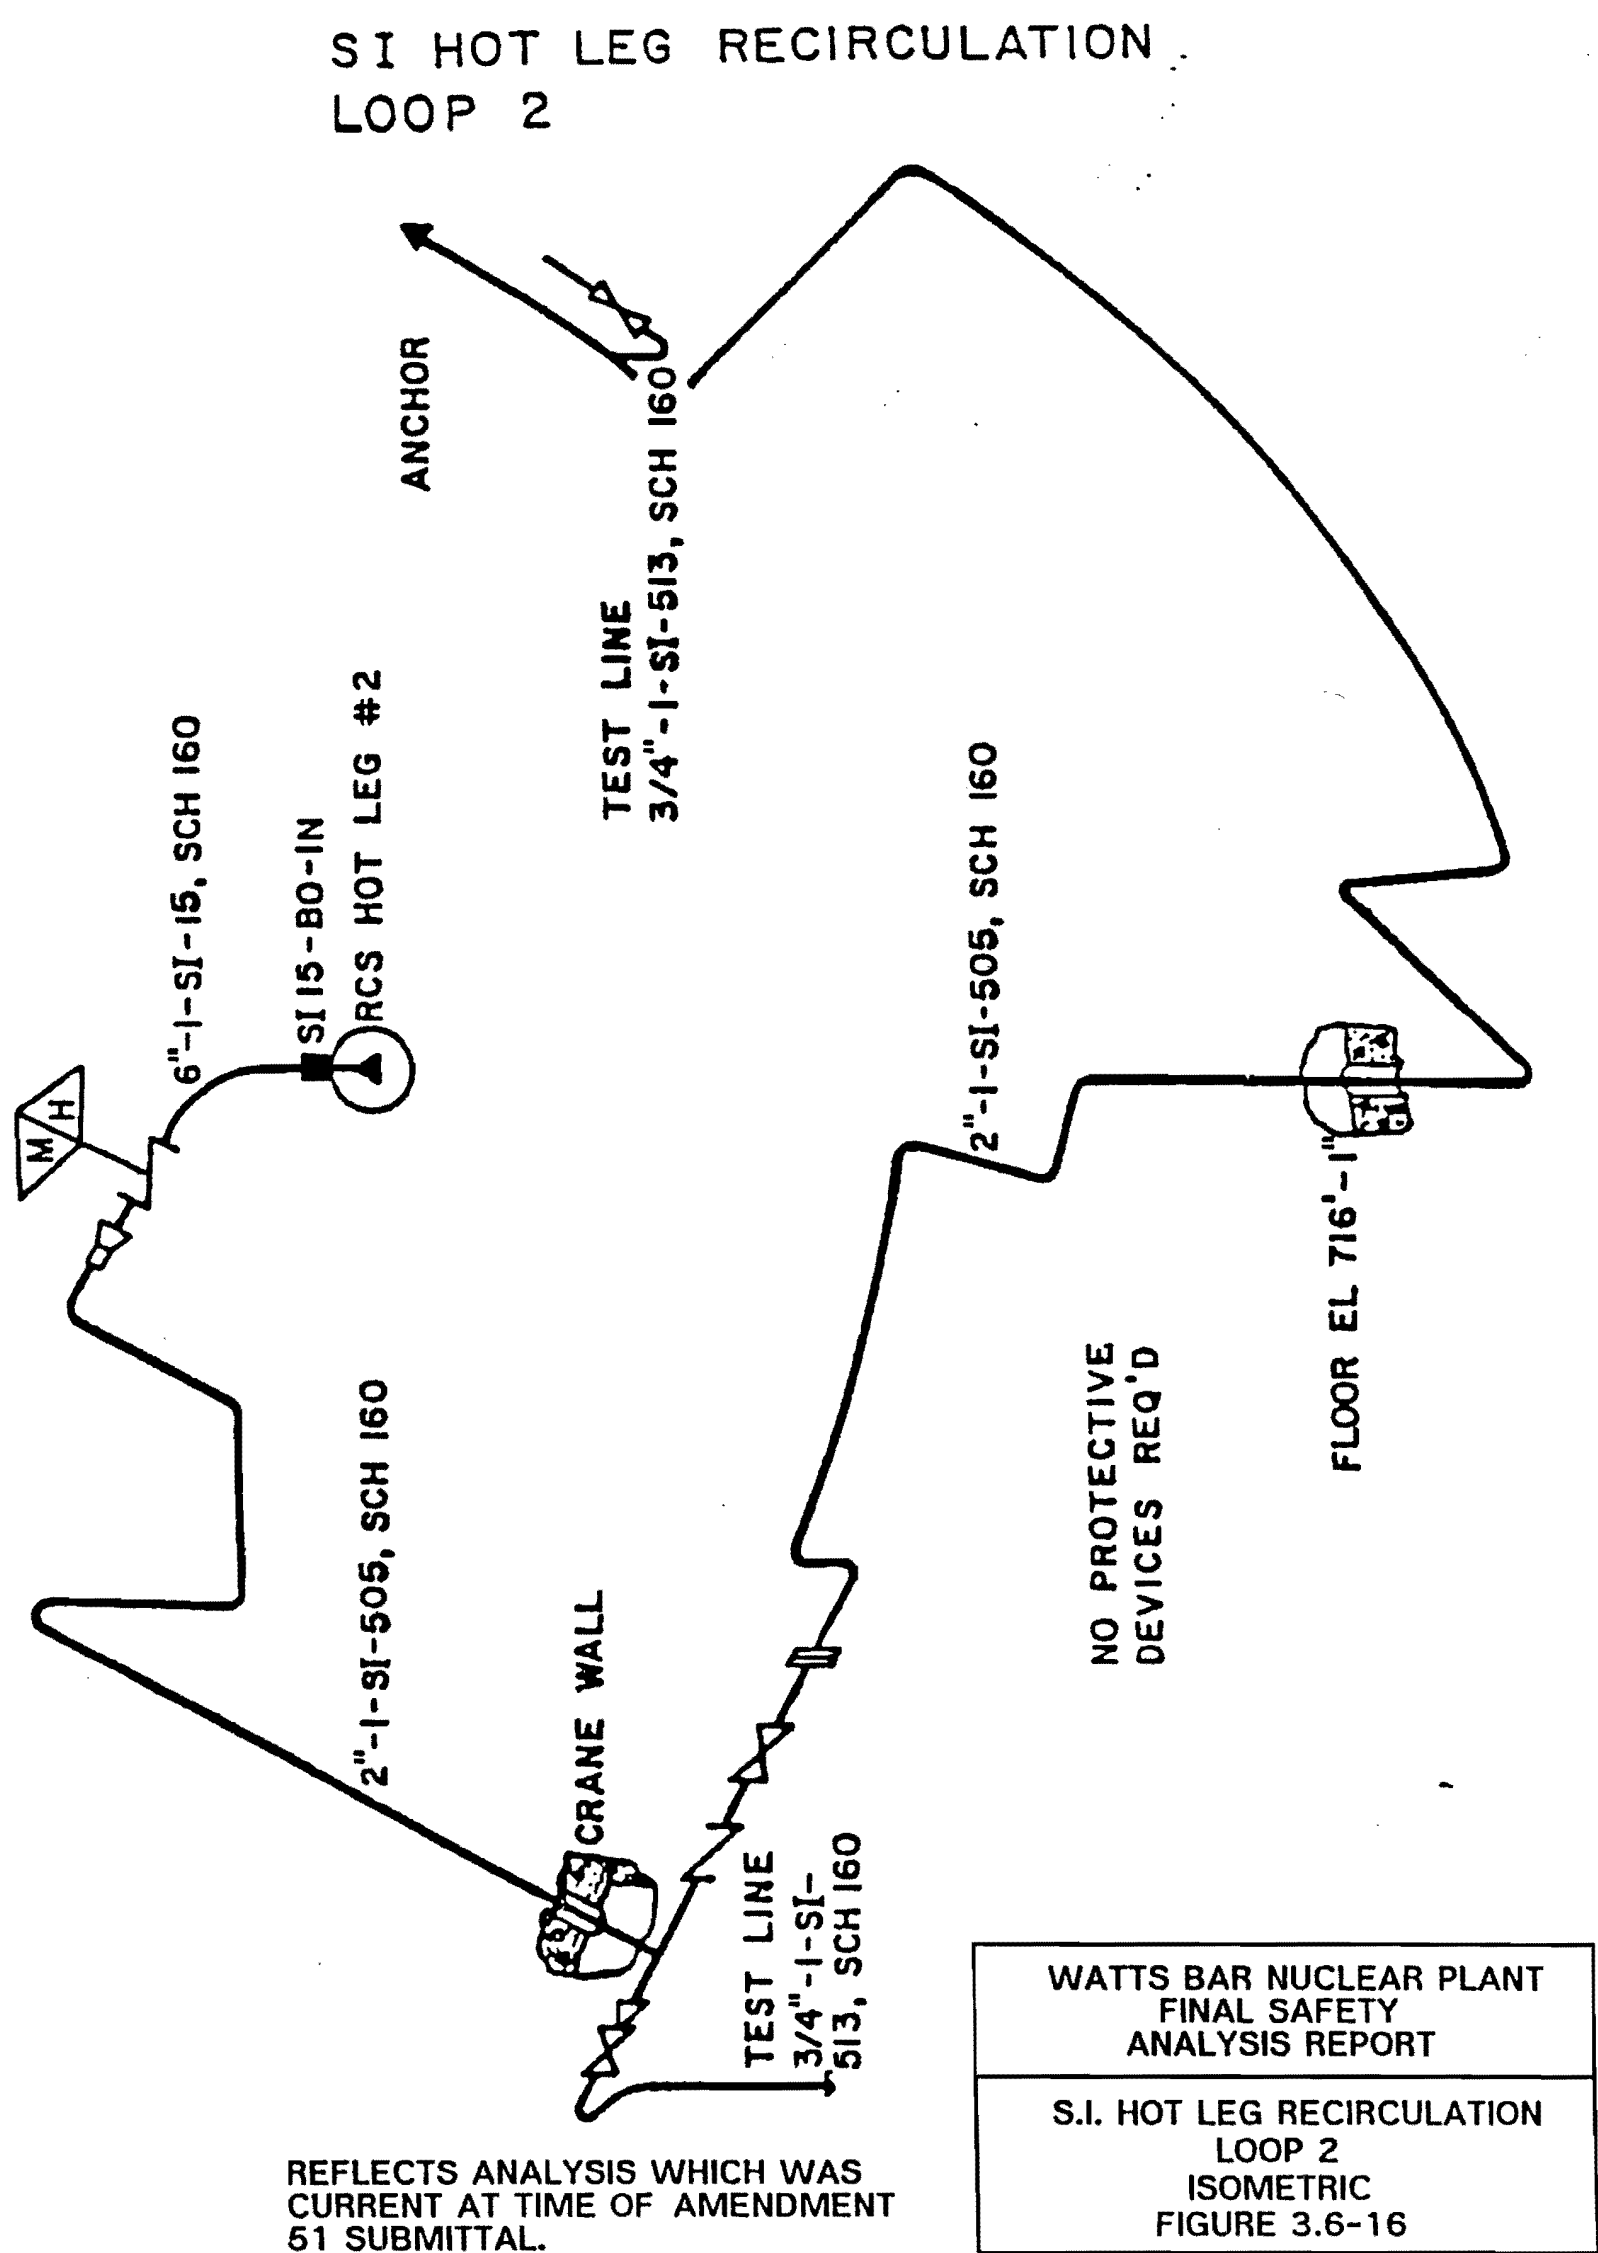 SI HOT LEG RECIRCULATION
LOOP 2
ANCHOR
TEST LINE
3/4"-1-SI-513, SCH 160
6"-1-SI-15, SCH 160
SI15-BO-IN
RCS HOT LEG #2
M H
2"-1-SI-505, SCH 160
2"-1-SI-505, SCH 160
FLOOR EL 716'-1"
NO PROTECTIVE
DEVICES REQ'D
CRANE WALL
TEST LINE
3/4"-1-SI-
513, SCH 160
WATTS BAR NUCLEAR PLANT
FINAL SAFETY
ANALYSIS REPORT
S.I. HOT LEG RECIRCULATION
LOOP 2
ISOMETRIC
FIGURE 3.6-16
REFLECTS ANALYSIS WHICH WAS
CURRENT AT TIME OF AMENDMENT
51 SUBMITTAL.